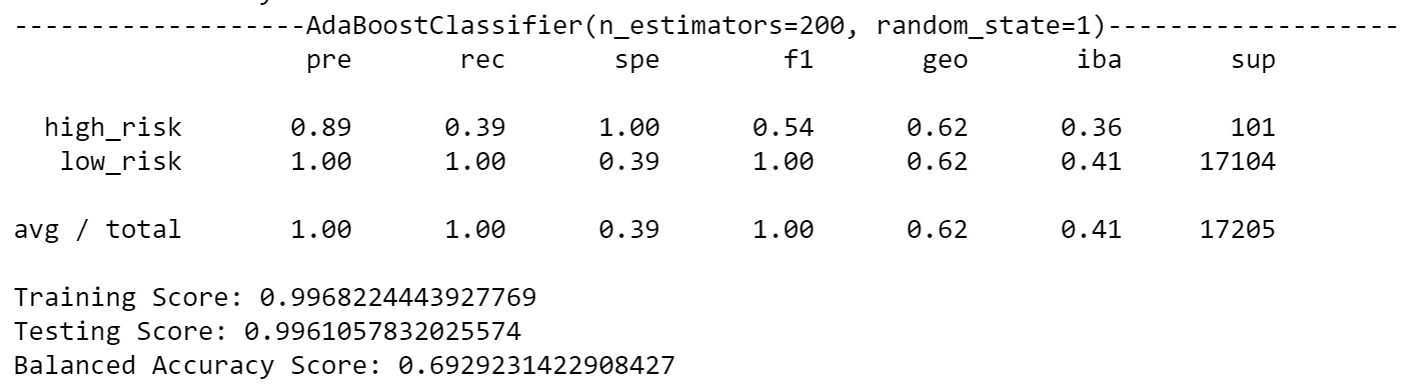 -------------------AdaBoostClassifier(n_estimators=200, random_state=1)-------------------
pre rec spe f1 geo iba sup
high_risk 0.89 0.39 1.00 0.54 0.62 0.36 101
low_risk 1.00 1.00 0.39 1.00 0.62 0.41 17104
avg / total 1.00 1.00 0.39 1.00 0.62 0.41 17205
Training Score: 0.9968224443927769
Testing Score: 0.9961057832025574
Balanced Accuracy Score: 0.6929231422908427